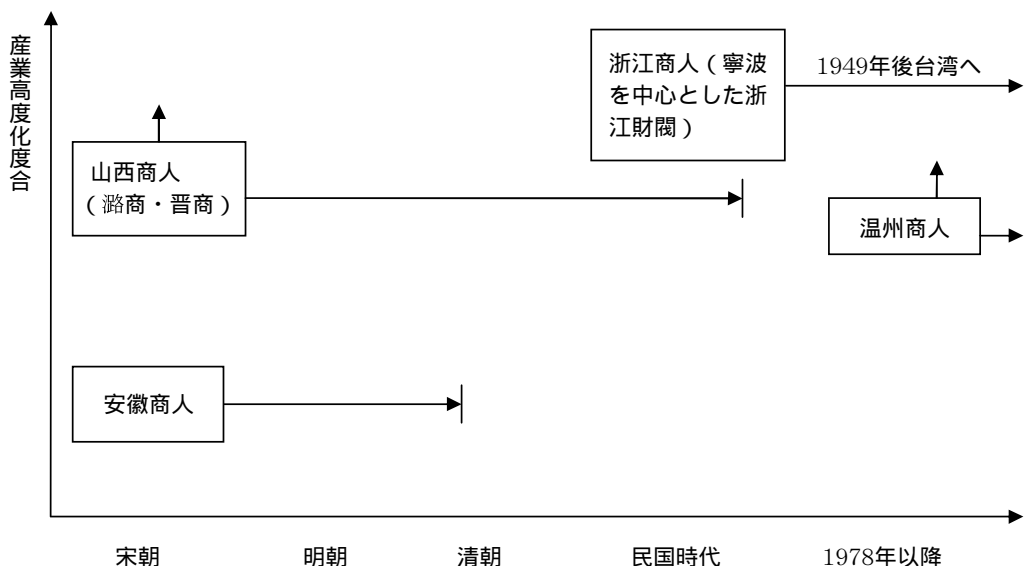 産業高度化度合
浙江商人（寧波
を中心とした浙
江財閥）
1949年後台湾へ
山西商人
（潞商・晋商）
温州商人
安徽商人
宋朝
明朝
清朝
民国時代
1978年以降